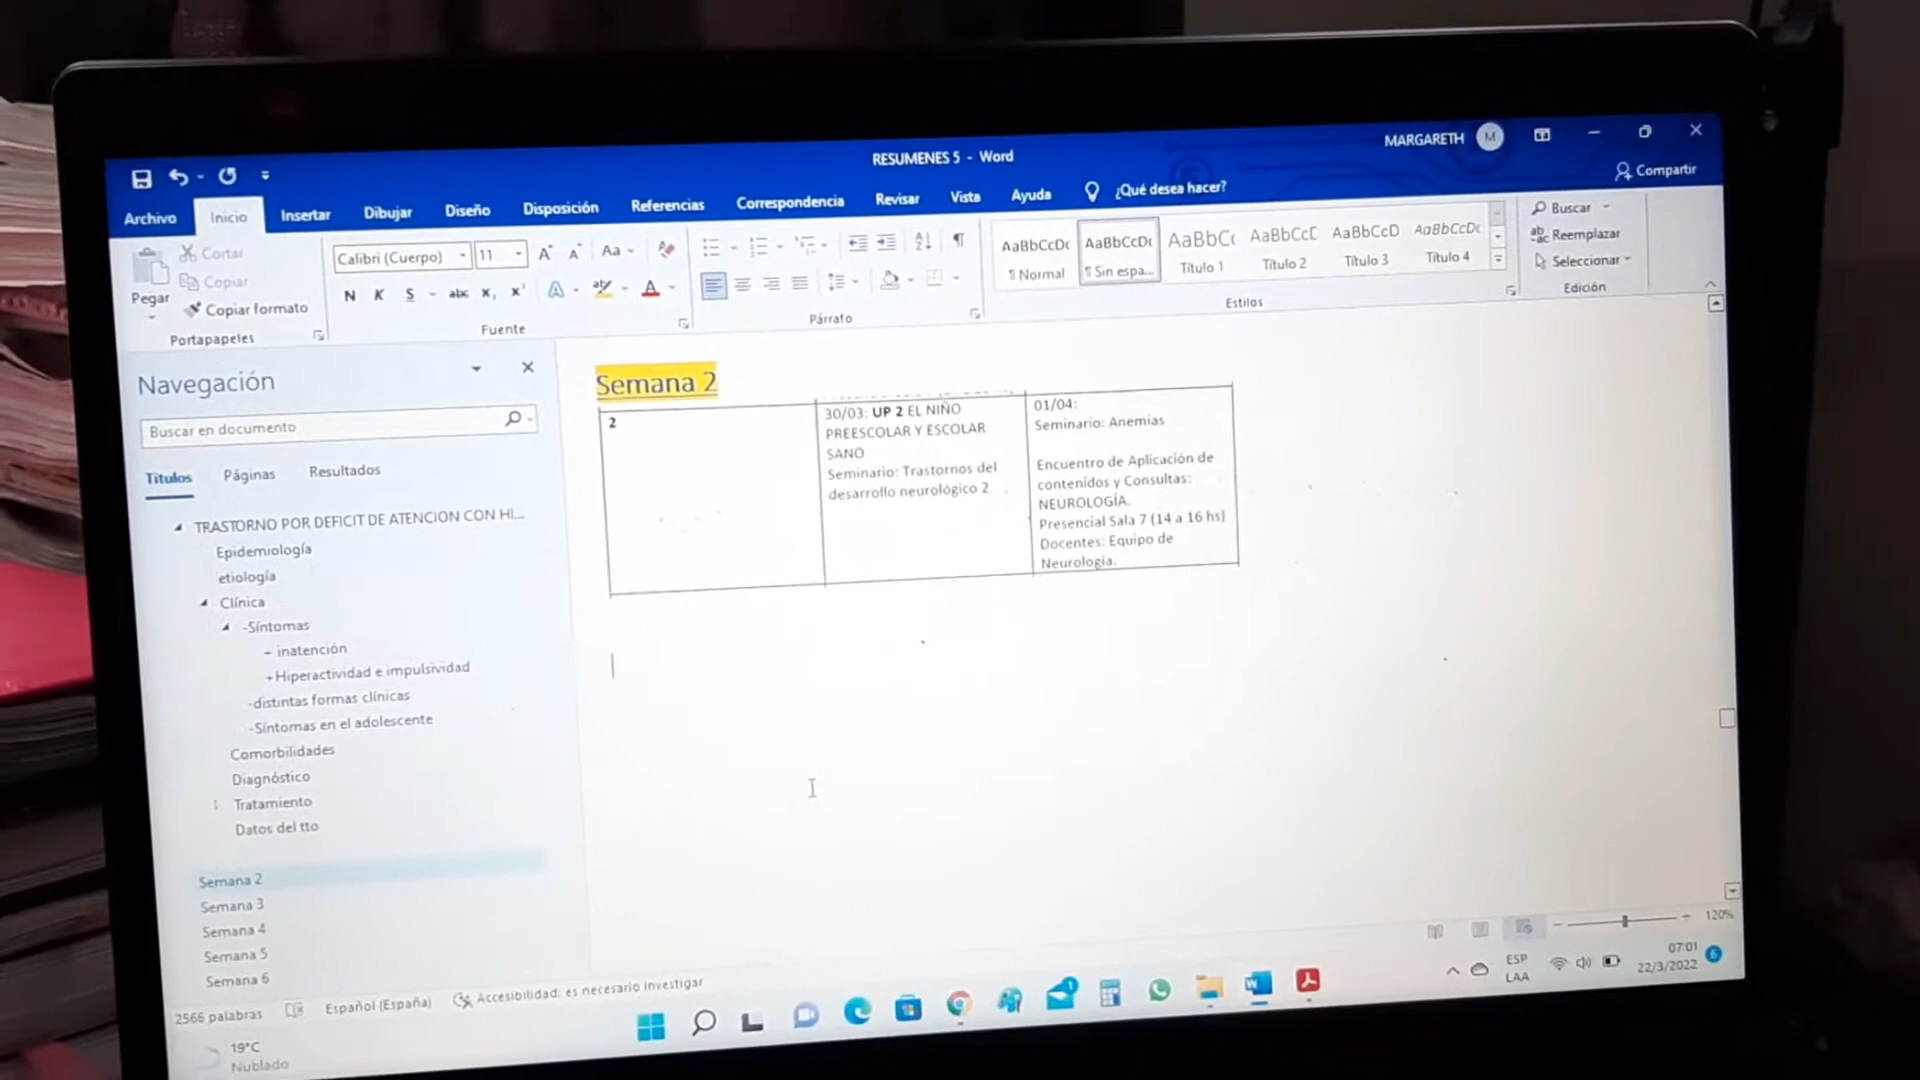 RESUMENES 5 - Word
MARGARETH M
Archivo Inicio Insertar Dibujar Diseño Disposición Referencias Correspondencia Revisar Vista Ayuda ¿Qué desea hacer?
Compartir
Pegar
Cortar
Copiar
Copiar formato
Portapapeles
Calibri (Cuerpo) 11
N K S abc x x
Fuente
Párrafo
AaBbCcDc AaBbCcDc AaBbCc AaBbCcC AaBbCcD AaBbCcDc
¶ Normal ¶ Sin espa... Título 1 Título 2 Título 3 Título 4
Estilos
Buscar
Reemplazar
Seleccionar
Edición
Navegación
Buscar en documento
Títulos Páginas Resultados
TRASTORNO POR DEFICIT DE ATENCION CON HI...
Epidemiología
etiología
Clínica
-Síntomas
+ inatención
+Hiperactividad e impulsividad
-distintas formas clínicas
-Síntomas en el adolescente
Comorbilidades
Diagnóstico
Tratamiento
Datos del tto
Semana 2
Semana 3
Semana 4
Semana 5
Semana 6
Semana 2
2
30/03: UP 2 EL NIÑO
PREESCOLAR Y ESCOLAR
SANO
Seminario: Trastornos del
desarrollo neurológico 2
01/04:
Seminario: Anemias
Encuentro de Aplicación de
contenidos y Consultas:
NEUROLOGÍA.
Presencial Sala 7 (14 a 16 hs)
Docentes: Equipo de
Neurología.
2566 palabras Español (España) Accesibilidad: es necesario investigar
120%
19°C
Nublado
ESP
LAA
07:01
22/3/2022
6